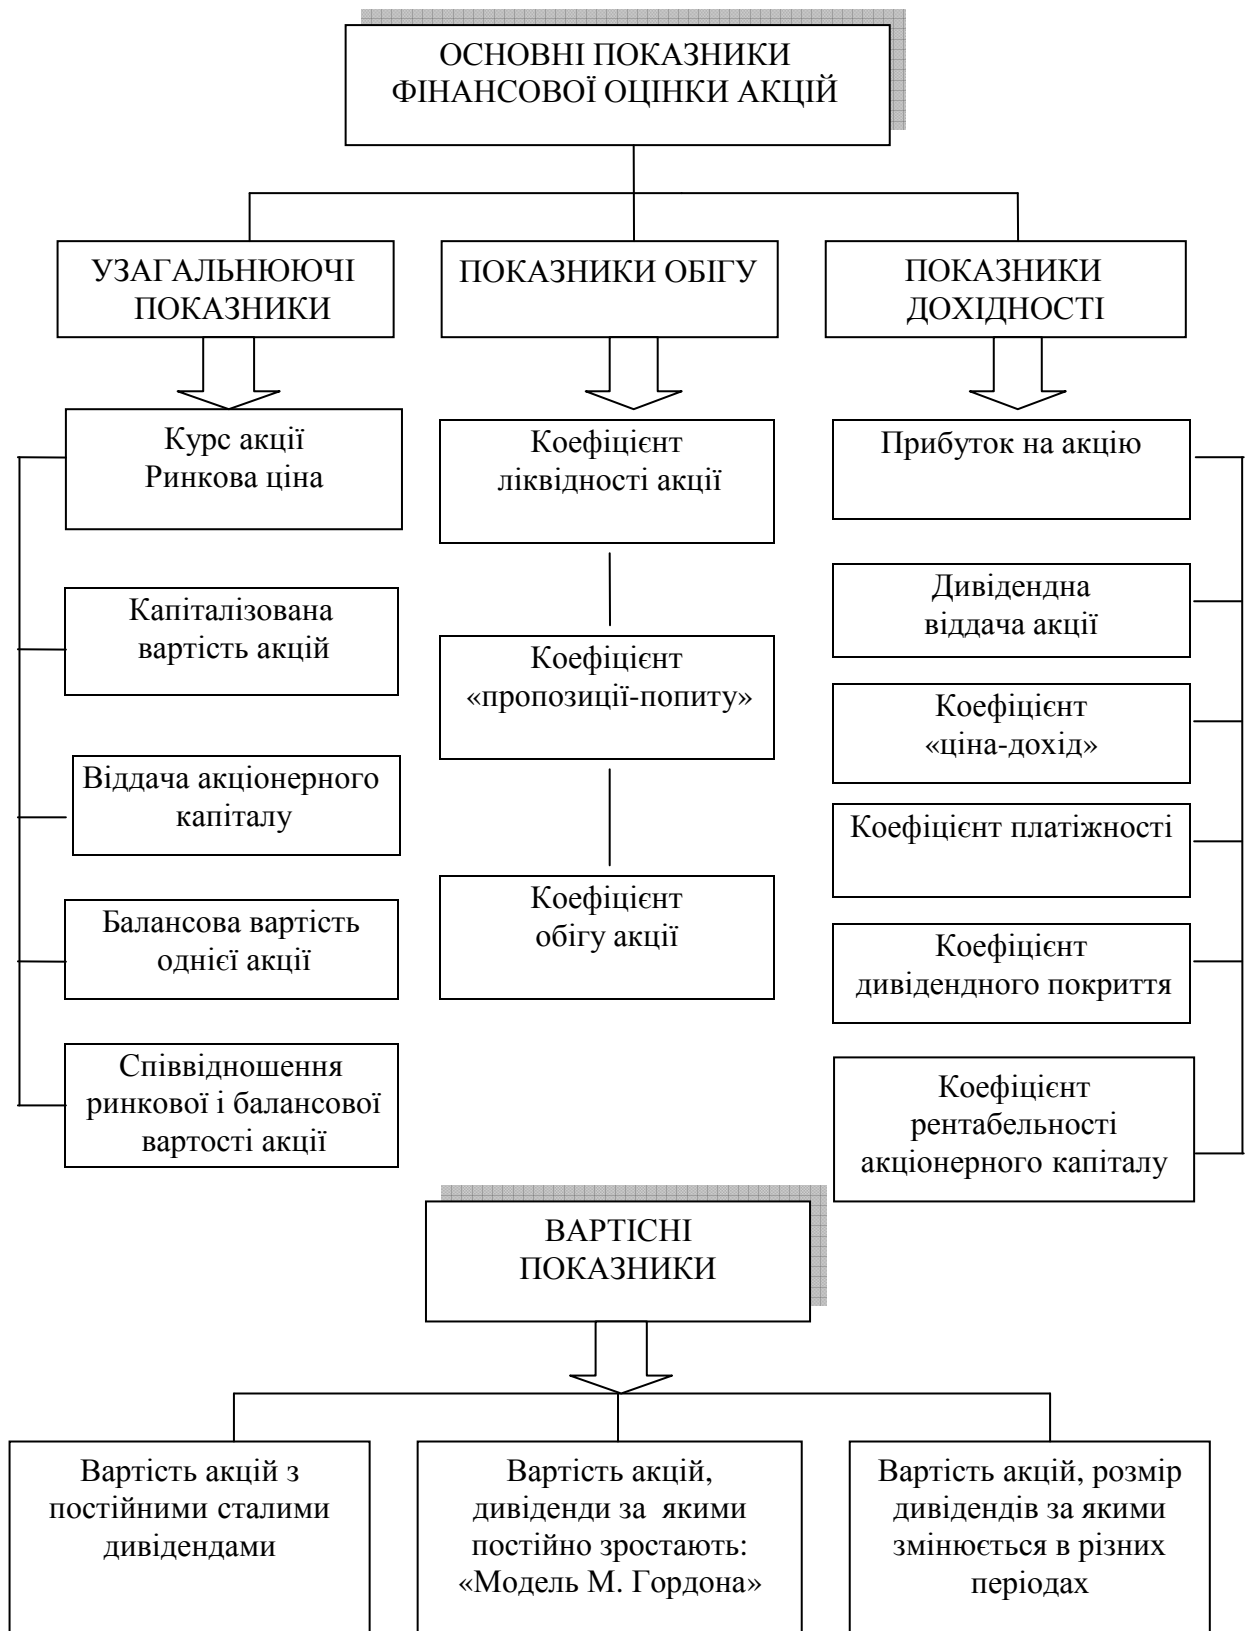 ОСНОВНІ ПОКАЗНИКИ
ФІНАНСОВОЇ ОЦІНКИ АКЦІЙ
УЗАГАЛЬНЮЮЧІ
ПОКАЗНИКИ
ПОКАЗНИКИ ОБІГУ
ПОКАЗНИКИ
ДОХІДНОСТІ
Курс акції
Ринкова ціна
Капіталізована
вартість акцій
Віддача акціонерного
капіталу
Балансова вартість
однієї акції
Співвідношення
ринкової і балансової
вартості акції
Коефіцієнт
ліквідності акції
Коефіцієнт
«пропозиції-попиту»
Коефіцієнт
обігу акції
Прибуток на акцію
Дивідендна
віддача акції
Коефіцієнт
«ціна-дохід»
Коефіцієнт платіжності
Коефіцієнт
дивідендного покриття
Коефіцієнт
рентабельності
акціонерного капіталу
ВАРТІСНІ
ПОКАЗНИКИ
Вартість акцій з
постійними сталими
дивідендами
Вартість акцій,
дивіденди за якими
постійно зростають:
«Модель М. Гордона»
Вартість акцій, розмір
дивідендів за якими
змінюється в різних
періодах